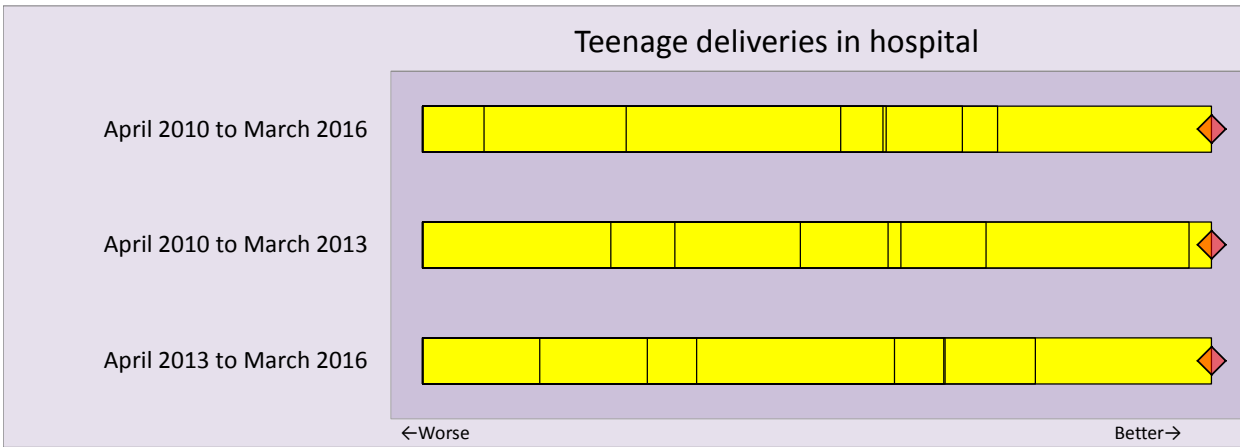 Teenage deliveries in hospital
April 2010 to March 2016
April 2010 to March 2013
April 2013 to March 2016
←Worse
Better→